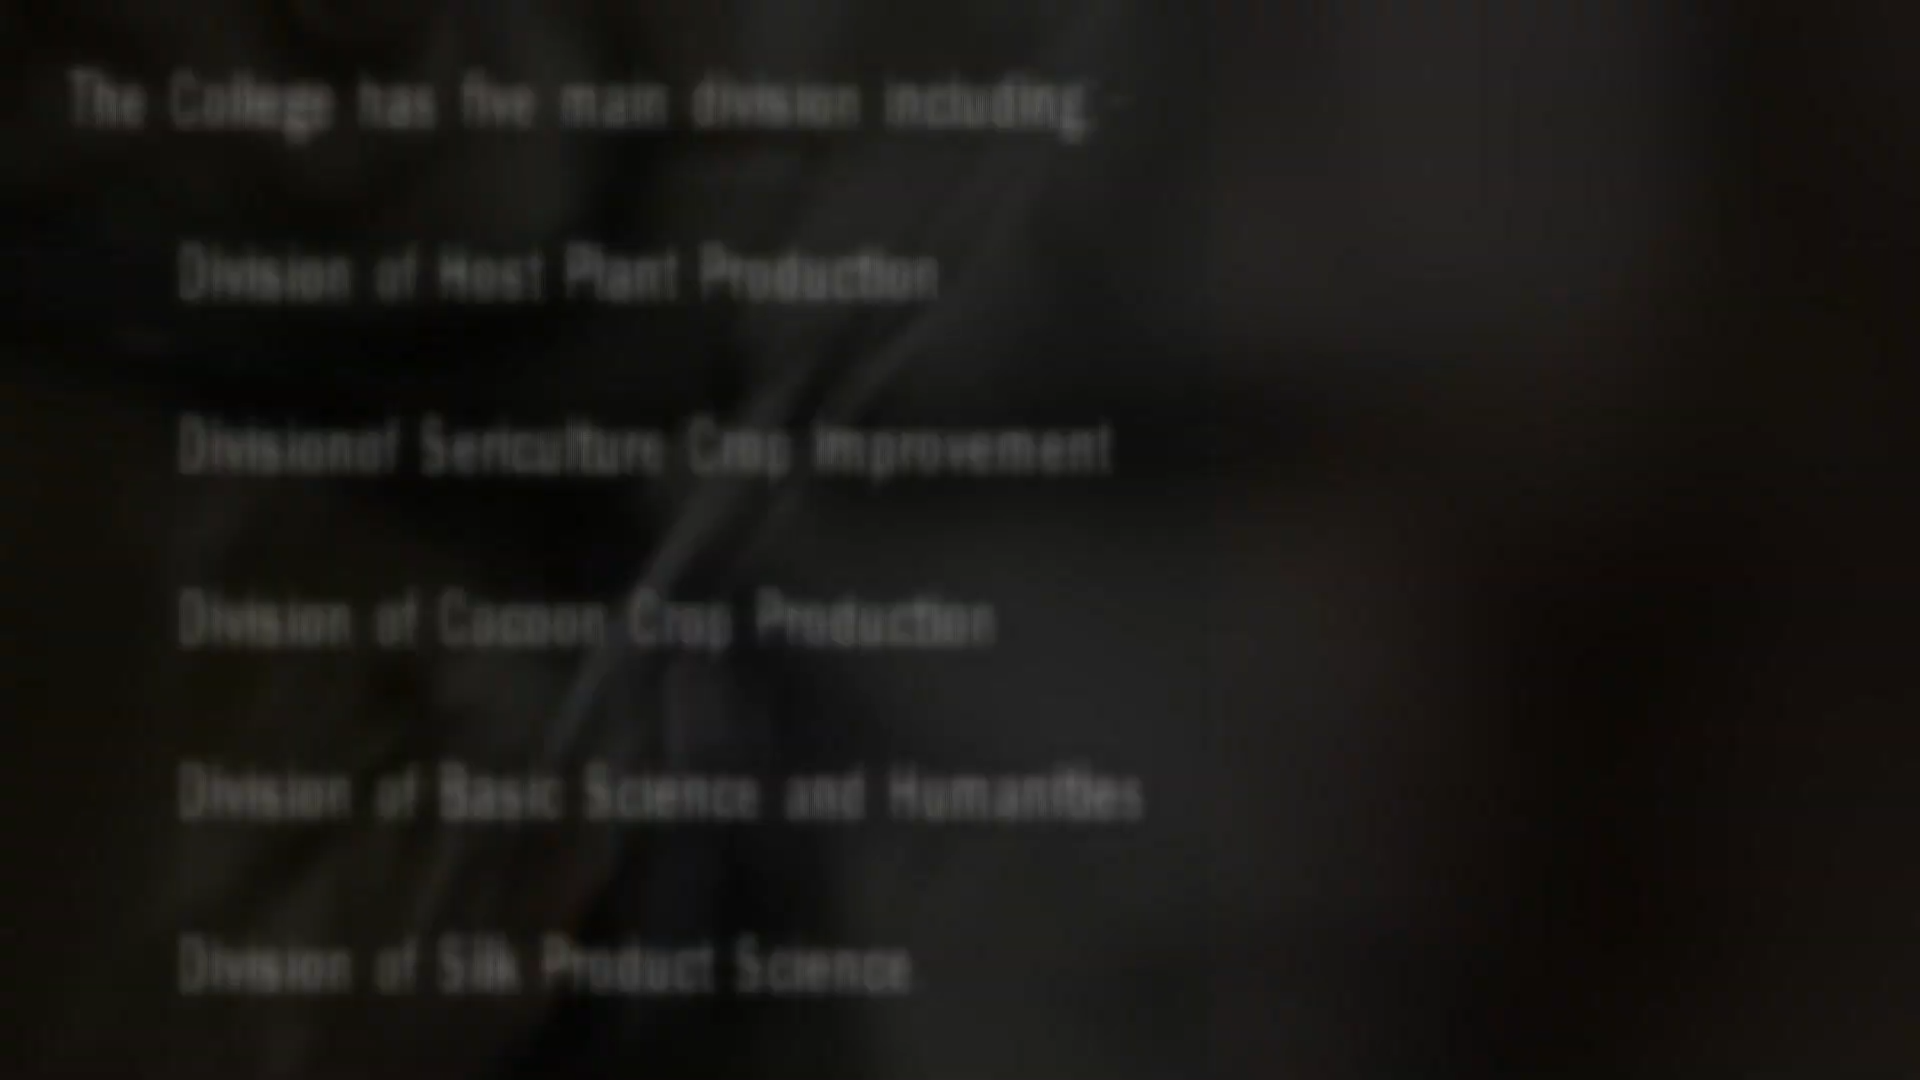 The College has five main division including:-
Division of Host Plant Production
Divisionof Sericulture Crop Improvement
Division of Cocoon Crop Production
Division of Basic Science and Humanities
Division of Silk Product Science